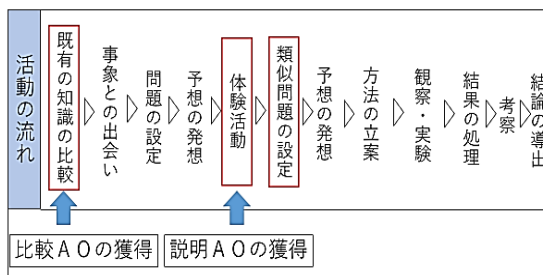 活動の流れ
既有の知識の比較
事象との出会い
問題の設定
予想の発想
体験活動
類似問題の設定
予想の発想
方法の立案
観察・実験
結果の処理
考察
結論の導出
比較ＡＯの獲得
説明ＡＯの獲得